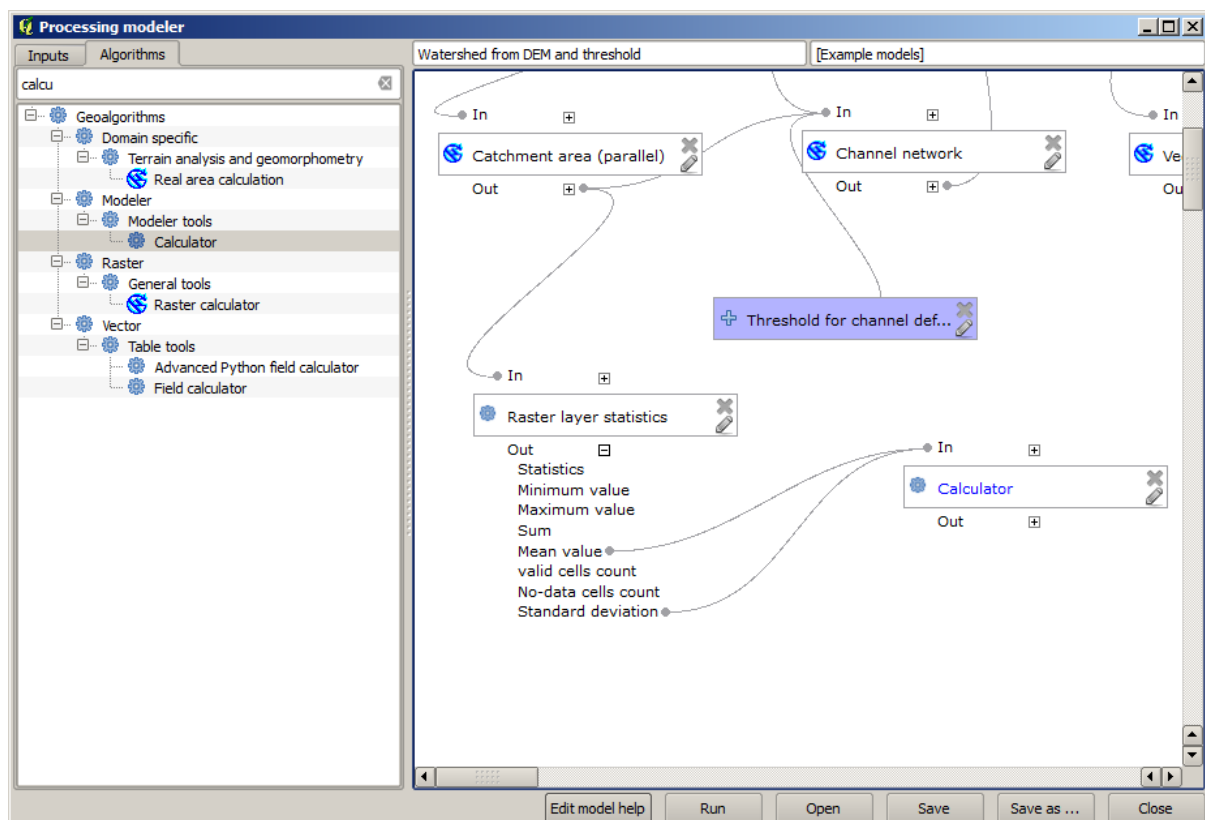 Processing modeler
Inputs
Algorithms
Watershed from DEM and threshold
[Example models]
calcu
Geoalgorithms
Domain specific
Terrain analysis and geomorphometry
Real area calculation
Modeler
Modeler tools
Calculator
Raster
General tools
Raster calculator
Vector
Table tools
Advanced Python field calculator
Field calculator
In
Catchment area (parallel)
Out
In
Channel network
Out
In
Ve
Ou
Threshold for channel def...
In
Raster layer statistics
Out
Statistics
Minimum value
Maximum value
Sum
Mean value
valid cells count
No-data cells count
Standard deviation
In
Calculator
Out
Edit model help
Run
Open
Save
Save as ...
Close